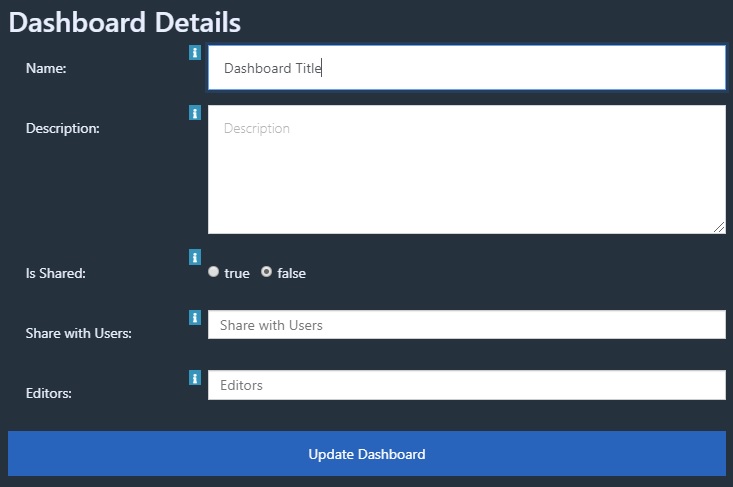 Dashboard Details
Name:
Dashboard Title
Description:
Description
Is Shared:
true false
Share with Users:
Share with Users
Editors:
Editors
Update Dashboard